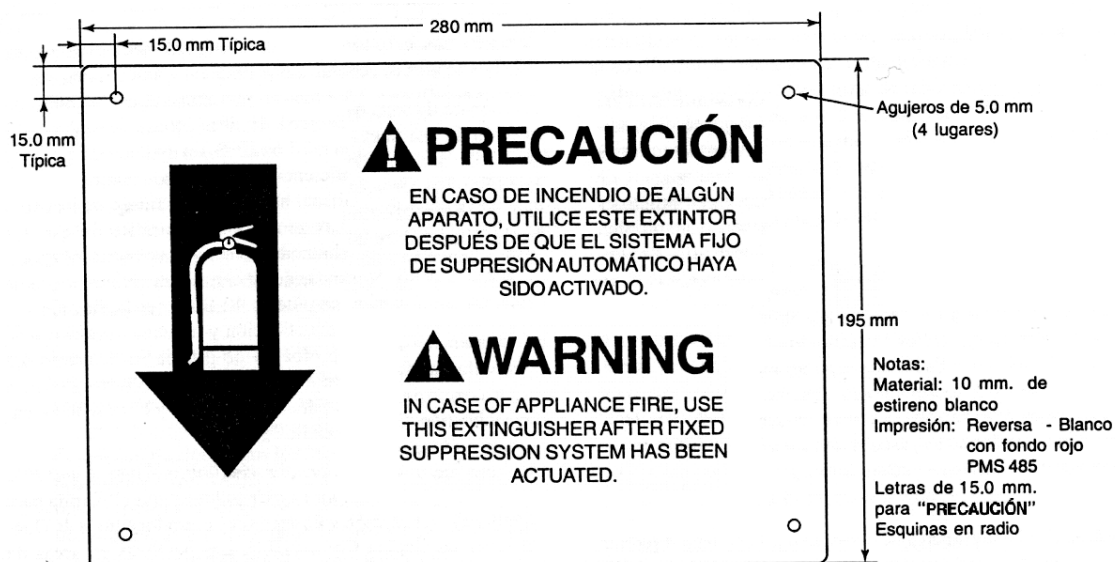 280 mm
15.0 mm Típica
15.0 mm
Típica
Agujeros de 5.0 mm
(4 lugares)
PRECAUCIÓN
EN CASO DE INCENDIO DE ALGÚN
APARATO, UTILICE ESTE EXTINTOR
DESPUÉS DE QUE EL SISTEMA FIJO
DE SUPRESIÓN AUTOMÁTICO HAYA
SIDO ACTIVADO.
195 mm
WARNING
IN CASE OF APPLIANCE FIRE, USE
THIS EXTINGUISHER AFTER FIXED
SUPPRESSION SYSTEM HAS BEEN
ACTUATED.
Notas:
Material: 10 mm. de
estireno blanco
Impresión: Reversa - Blanco
con fondo rojo
PMS 485
Letras de 15.0 mm.
para "PRECAUCIÓN"
Esquinas en radio